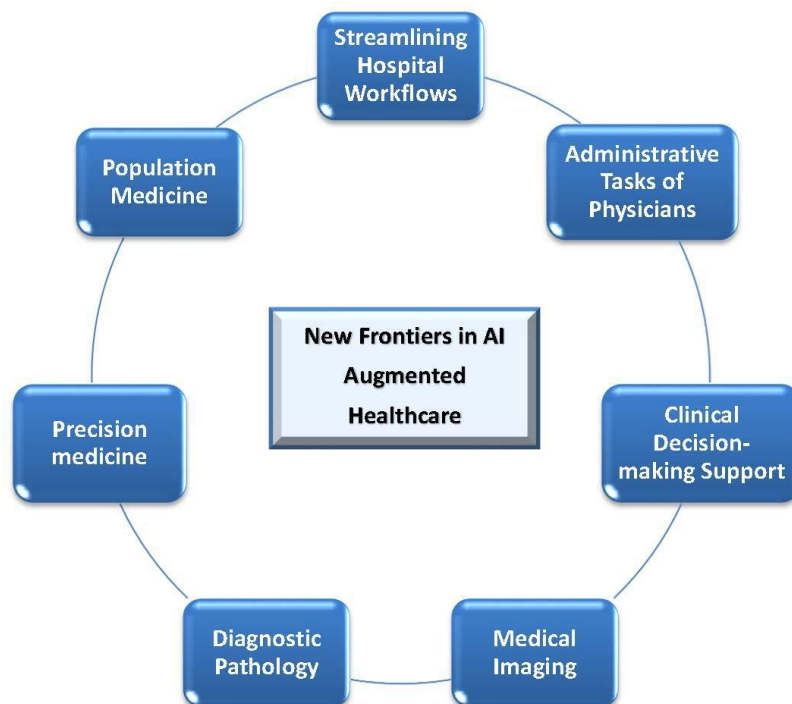 Streamlining
Hospital
Workflows
Administrative
Tasks of
Physicians
Clinical
Decision-
making Support
Medical
Imaging
Diagnostic
Pathology
Precision
medicine
Population
Medicine
New Frontiers in AI
Augmented
Healthcare